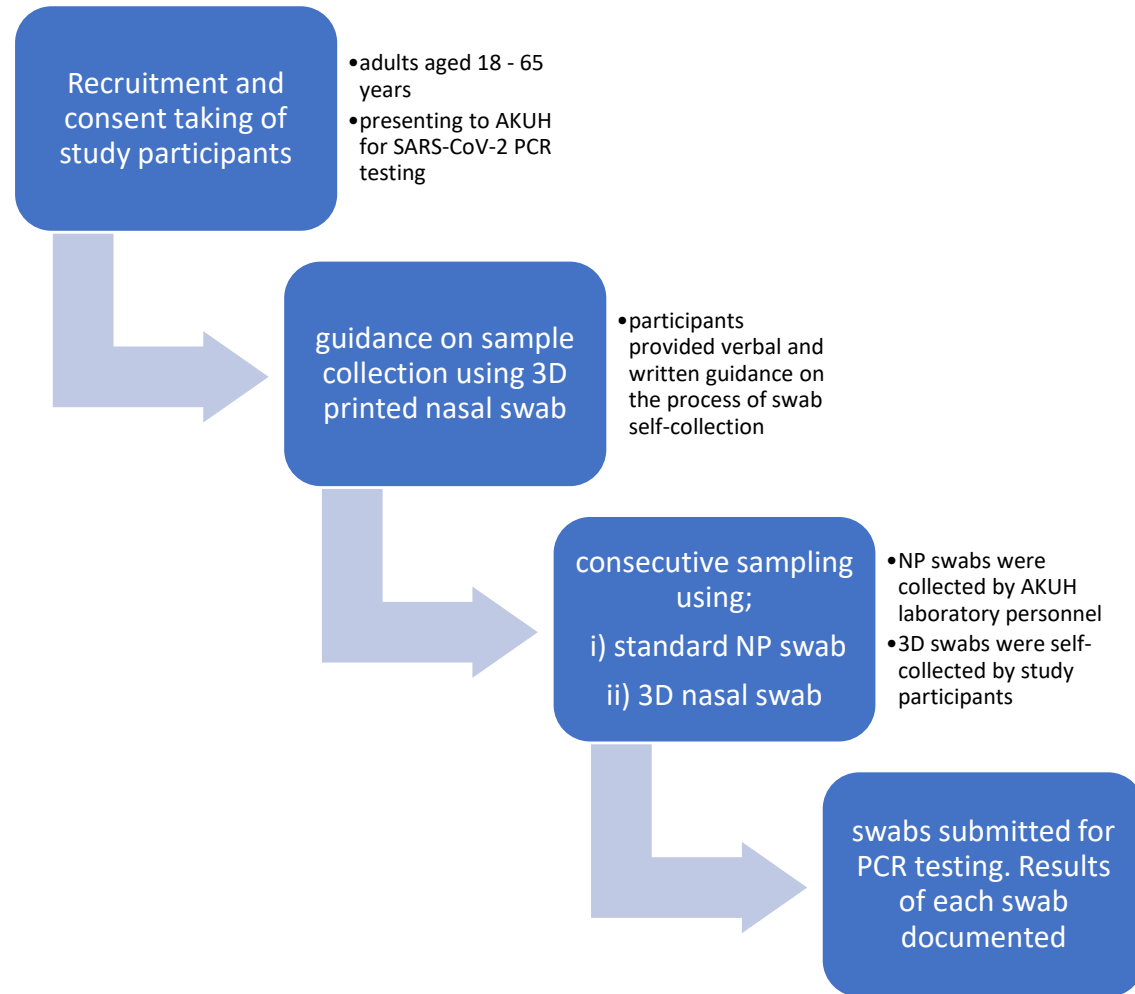 Recruitment and
consent taking of
study participants
•adults aged 18 - 65
years
•presenting to AKUH
for SARS-CoV-2 PCR
testing
guidance on sample
collection using 3D
printed nasal swab
•participants
provided verbal and
written guidance on
the process of swab
self-collection
consecutive sampling
using;
i) standard NP swab
ii) 3D nasal swab
•NP swabs were
collected by AKUH
laboratory personnel
•3D swabs were self-
collected by study
participants
swabs submitted for
PCR testing. Results
of each swab
documented